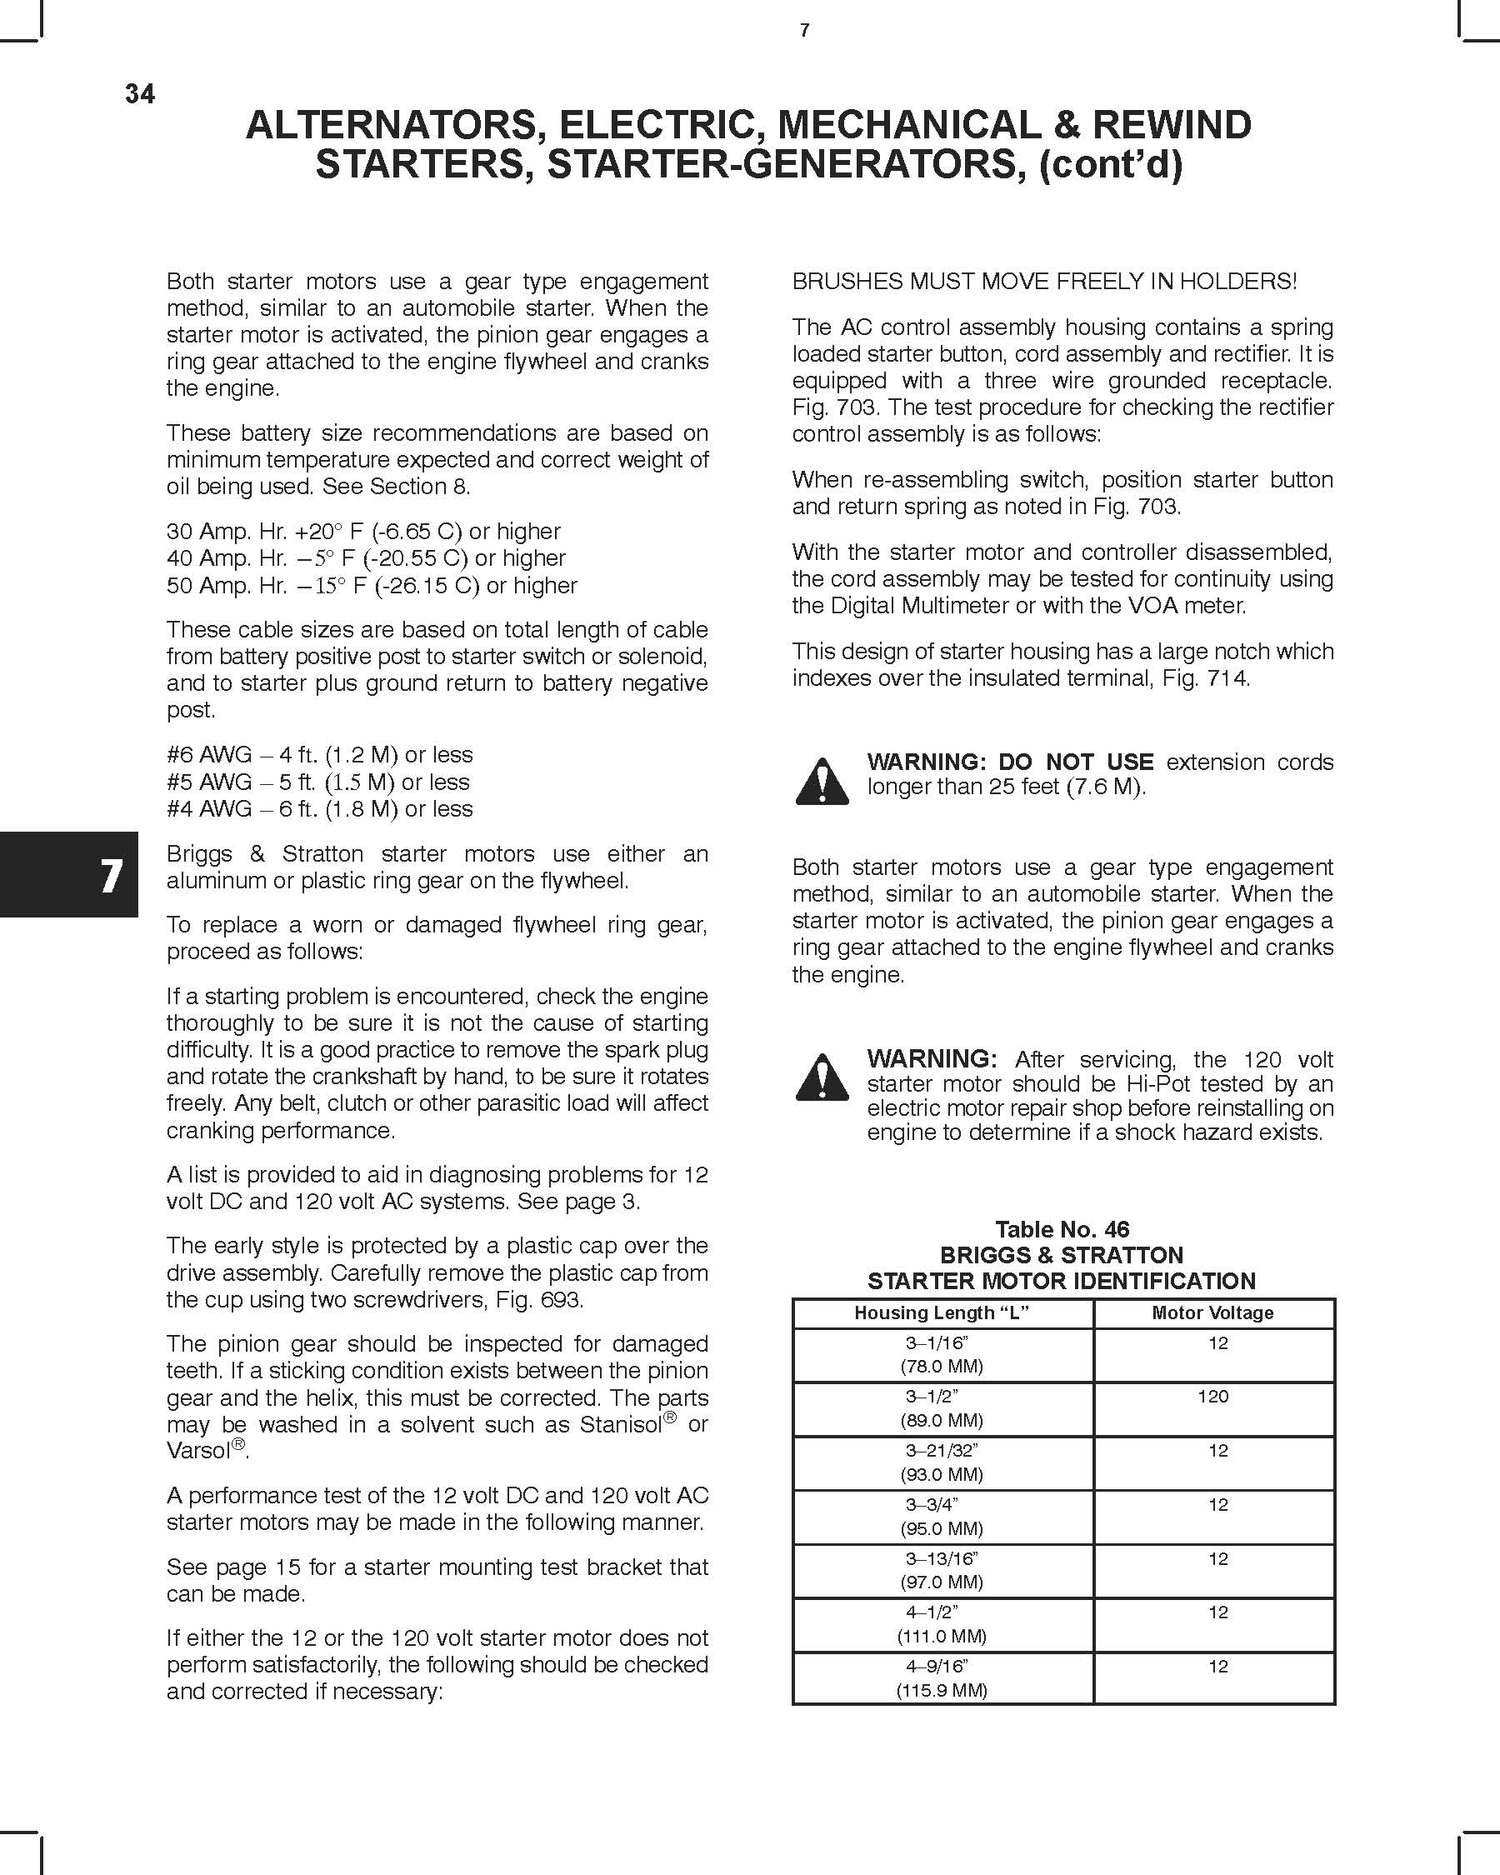 7
34
ALTERNATORS, ELECTRIC, MECHANICAL & REWIND
STARTERS, STARTER-GENERATORS, (cont’d)
Both starter motors use a gear type engagement
method, similar to an automobile starter. When the
starter motor is activated, the pinion gear engages a
ring gear attached to the engine flywheel and cranks
the engine.
These battery size recommendations are based on
minimum temperature expected and correct weight of
oil being used. See Section 8.
30 Amp. Hr. +20° F (-6.65 C) or higher
40 Amp. Hr. –5° F (-20.55 C) or higher
50 Amp. Hr. –15° F (-26.15 C) or higher
These cable sizes are based on total length of cable
from battery positive post to starter switch or solenoid,
and to starter plus ground return to battery negative
post.
#6 AWG – 4 ft. (1.2 M) or less
#5 AWG – 5 ft. (1.5 M) or less
#4 AWG – 6 ft. (1.8 M) or less
7
Briggs & Stratton starter motors use either an
aluminum or plastic ring gear on the flywheel.
To replace a worn or damaged flywheel ring gear,
proceed as follows:
If a starting problem is encountered, check the engine
thoroughly to be sure it is not the cause of starting
difficulty. It is a good practice to remove the spark plug
and rotate the crankshaft by hand, to be sure it rotates
freely. Any belt, clutch or other parasitic load will affect
cranking performance.
A list is provided to aid in diagnosing problems for 12
volt DC and 120 volt AC systems. See page 3.
The early style is protected by a plastic cap over the
drive assembly. Carefully remove the plastic cap from
the cup using two screwdrivers, Fig. 693.
The pinion gear should be inspected for damaged
teeth. If a sticking condition exists between the pinion
gear and the helix, this must be corrected. The parts
may be washed in a solvent such as Stanisol® or
Varsol®.
A performance test of the 12 volt DC and 120 volt AC
starter motors may be made in the following manner.
See page 15 for a starter mounting test bracket that
can be made.
If either the 12 or the 120 volt starter motor does not
perform satisfactorily, the following should be checked
and corrected if necessary:
BRUSHES MUST MOVE FREELY IN HOLDERS!
The AC control assembly housing contains a spring
loaded starter button, cord assembly and rectifier. It is
equipped with a three wire grounded receptacle.
Fig. 703. The test procedure for checking the rectifier
control assembly is as follows:
When re-assembling switch, position starter button
and return spring as noted in Fig. 703.
With the starter motor and controller disassembled,
the cord assembly may be tested for continuity using
the Digital Multimeter or with the VOA meter.
This design of starter housing has a large notch which
indexes over the insulated terminal, Fig. 714.
WARNING: DO NOT USE extension cords
longer than 25 feet (7.6 M).
Both starter motors use a gear type engagement
method, similar to an automobile starter. When the
starter motor is activated, the pinion gear engages a
ring gear attached to the engine flywheel and cranks
the engine.
WARNING: After servicing, the 120 volt
starter motor should be Hi-Pot tested by an
electric motor repair shop before reinstalling on
engine to determine if a shock hazard exists.
Table No. 46
BRIGGS & STRATTON
STARTER MOTOR IDENTIFICATION
Housing Length “L” Motor Voltage
3–1/16” 12
(78.0 MM)
3–1/2” 120
(89.0 MM)
3–21/32” 12
(93.0 MM)
3–3/4” 12
(95.0 MM)
3–13/16” 12
(97.0 MM)
4–1/2” 12
(111.0 MM)
4–9/16” 12
(115.9 MM)